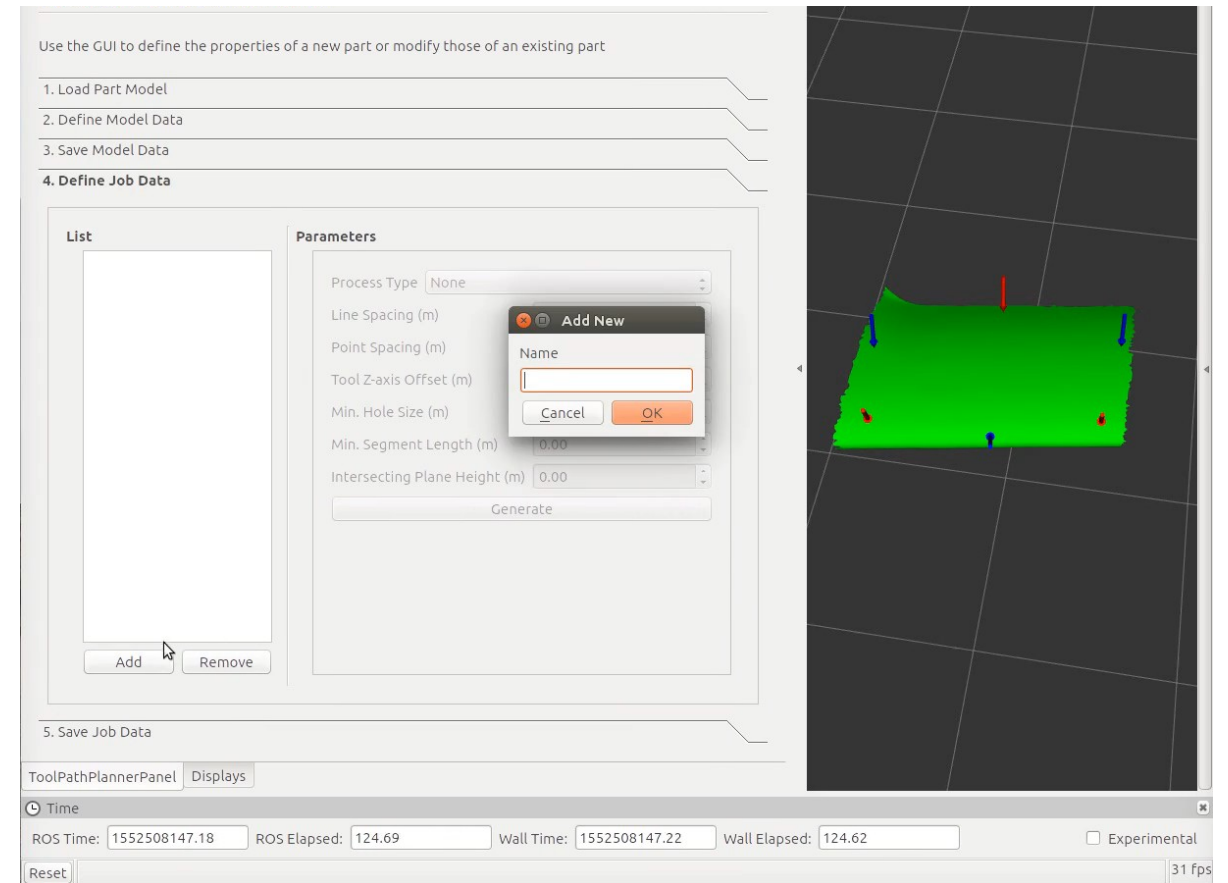 Use the GUI to define the properties of a new part or modify those of an existing part
1. Load Part Model
2. Define Model Data
3. Save Model Data
4. Define Job Data
List
Parameters
Process Type None
Line Spacing (m)
Point Spacing (m)
Tool Z-axis Offset (m)
Min. Hole Size (m)
Min. Segment Length (m) 0.00
Intersecting Plane Height (m) 0.00
Generate
Add New
Name
Cancel OK
Add Remove
5. Save Job Data
ToolPathPlannerPanel Displays
Time
ROS Time: 1552508147.18 ROS Elapsed: 124.69 Wall Time: 1552508147.22 Wall Elapsed: 124.62 Experimental
Reset 31 fps